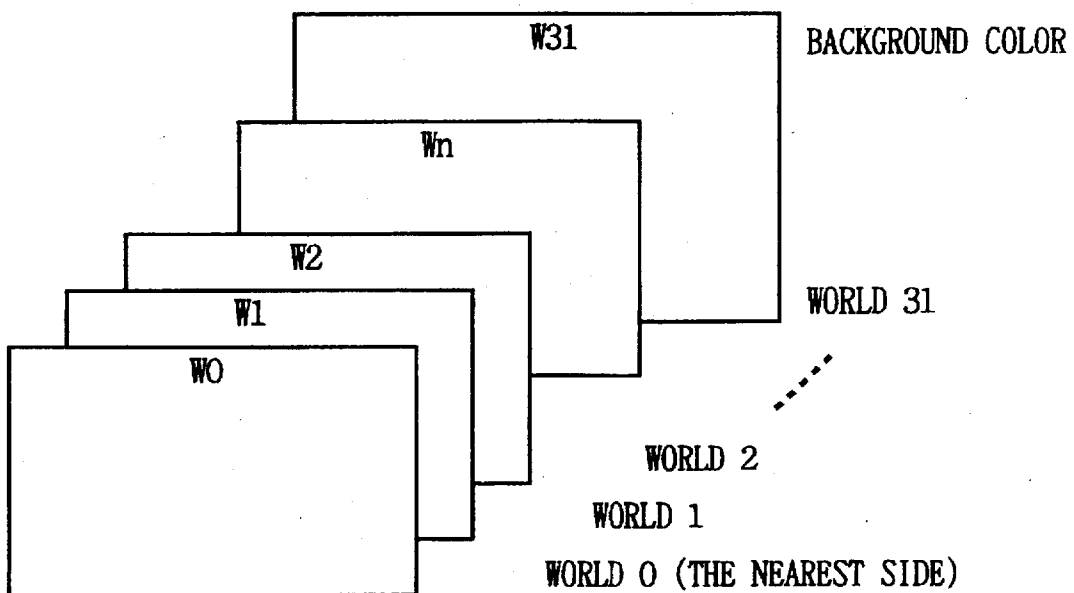 W31
BACKGROUND COLOR
Wn
W2
WORLD 31
W1
W0
WORLD 2
WORLD 1
WORLD 0 (THE NEAREST SIDE)